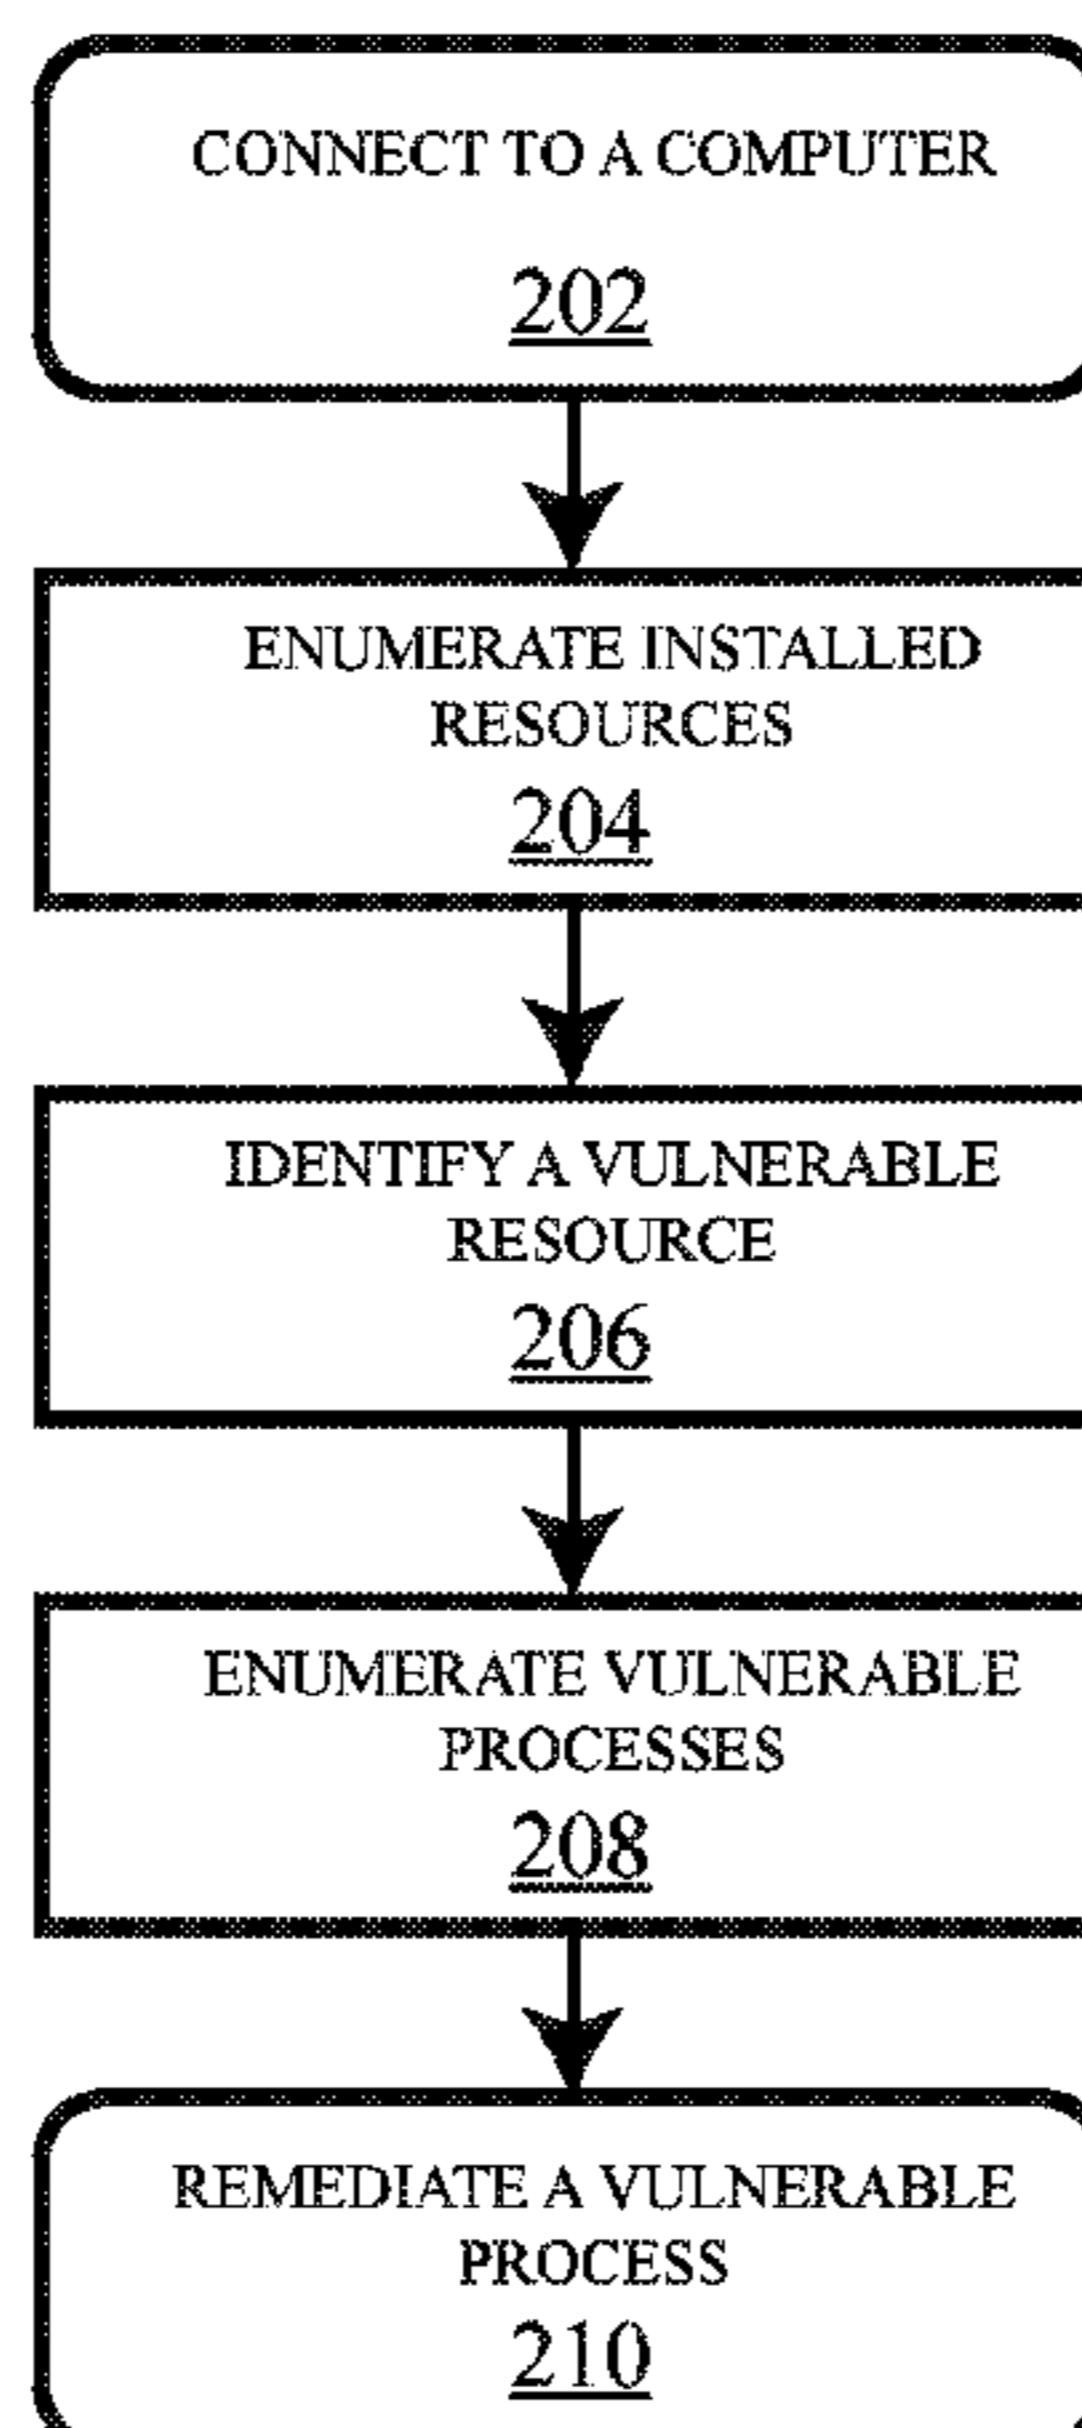 CONNECT TO A COMPUTER
202
ENUMERATE INSTALLED
RESOURCES
204
IDENTIFY A VULNERABLE
RESOURCE
206
ENUMERATE VULNERABLE
PROCESSES
208
REMEDIATE A VULNERABLE
PROCESS
210